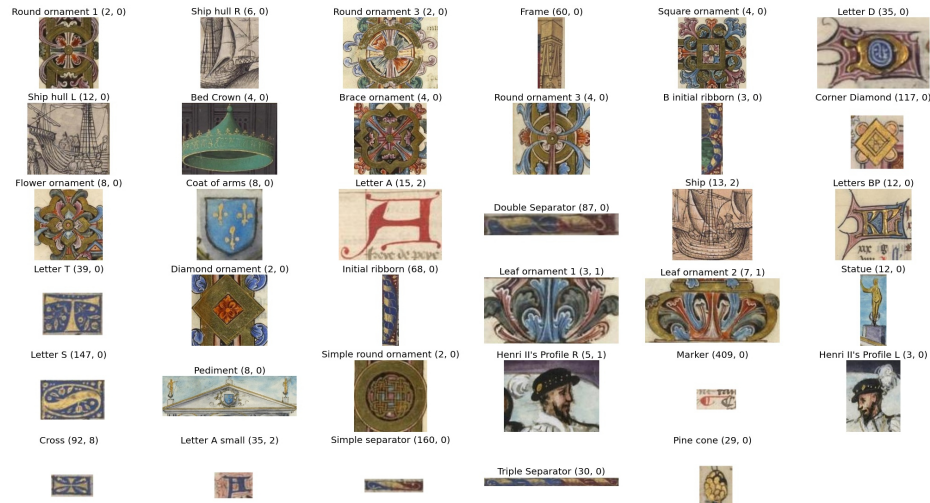 Round ornament 1 (2, 0)
Ship hull R (6, 0)
Round ornament 3 (2, 0)
Frame (60, 0)
Square ornament (4, 0)
Letter D (35, 0)
Ship hull L (12, 0)
Bed Crown (4, 0)
Brace ornament (4, 0)
Round ornament 3 (4, 0)
B initial riborn (3, 0)
Corner Diamond (117, 0)
Flower ornament (8, 0)
Coat of arms (8, 0)
Letter A (15, 2)
Double Separator (87, 0)
Ship (13, 2)
Letters BP (12, 0)
Letter T (39, 0)
Diamond ornament (2, 0)
Initial riborn (68, 0)
Leaf ornament 1 (3, 1)
Leaf ornament 2 (7, 1)
Statue (12, 0)
Letter S (147, 0)
Pediment (8, 0)
Simple round ornament (2, 0)
Henri II's Profile R (5, 1)
Marker (409, 0)
Henri II's Profile L (3, 0)
Cross (92, 8)
Letter A small (35, 2)
Simple separator (160, 0)
Triple Separator (30, 0)
Pine cone (29, 0)